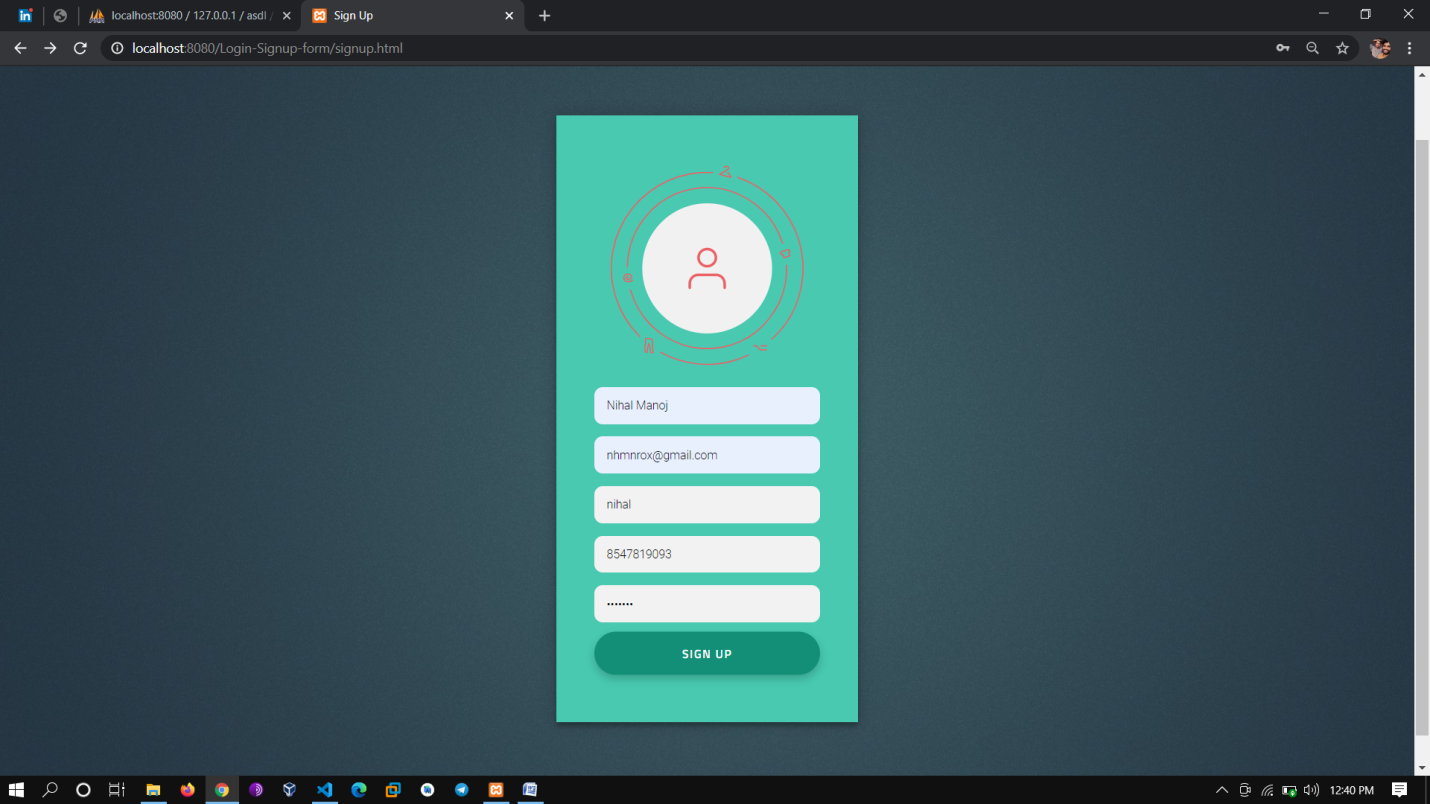 localhost:8080 / 127.0.0.1 / asdl /
Sign Up
localhost:8080/Login-Signup-form/signup.html
Nihal Manoj
nhmnrox@gmail.com
nihal
8547819093
•••••••
SIGN UP
12:40 PM